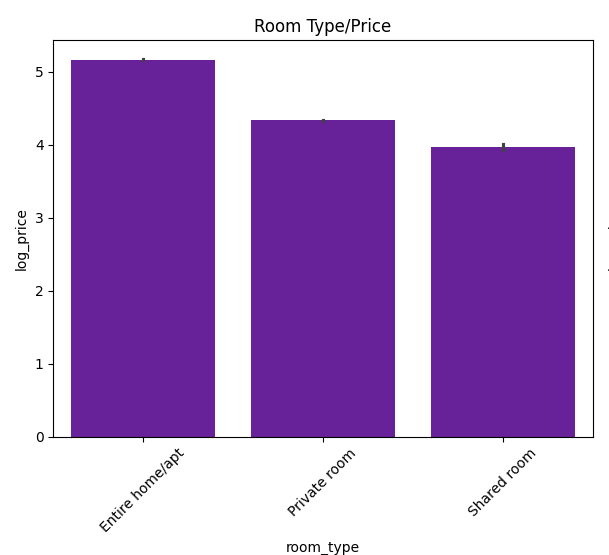 Room Type/Price
log_price
5
4
3
2
1
0
Entire home/apt
Private room
Shared room
room_type